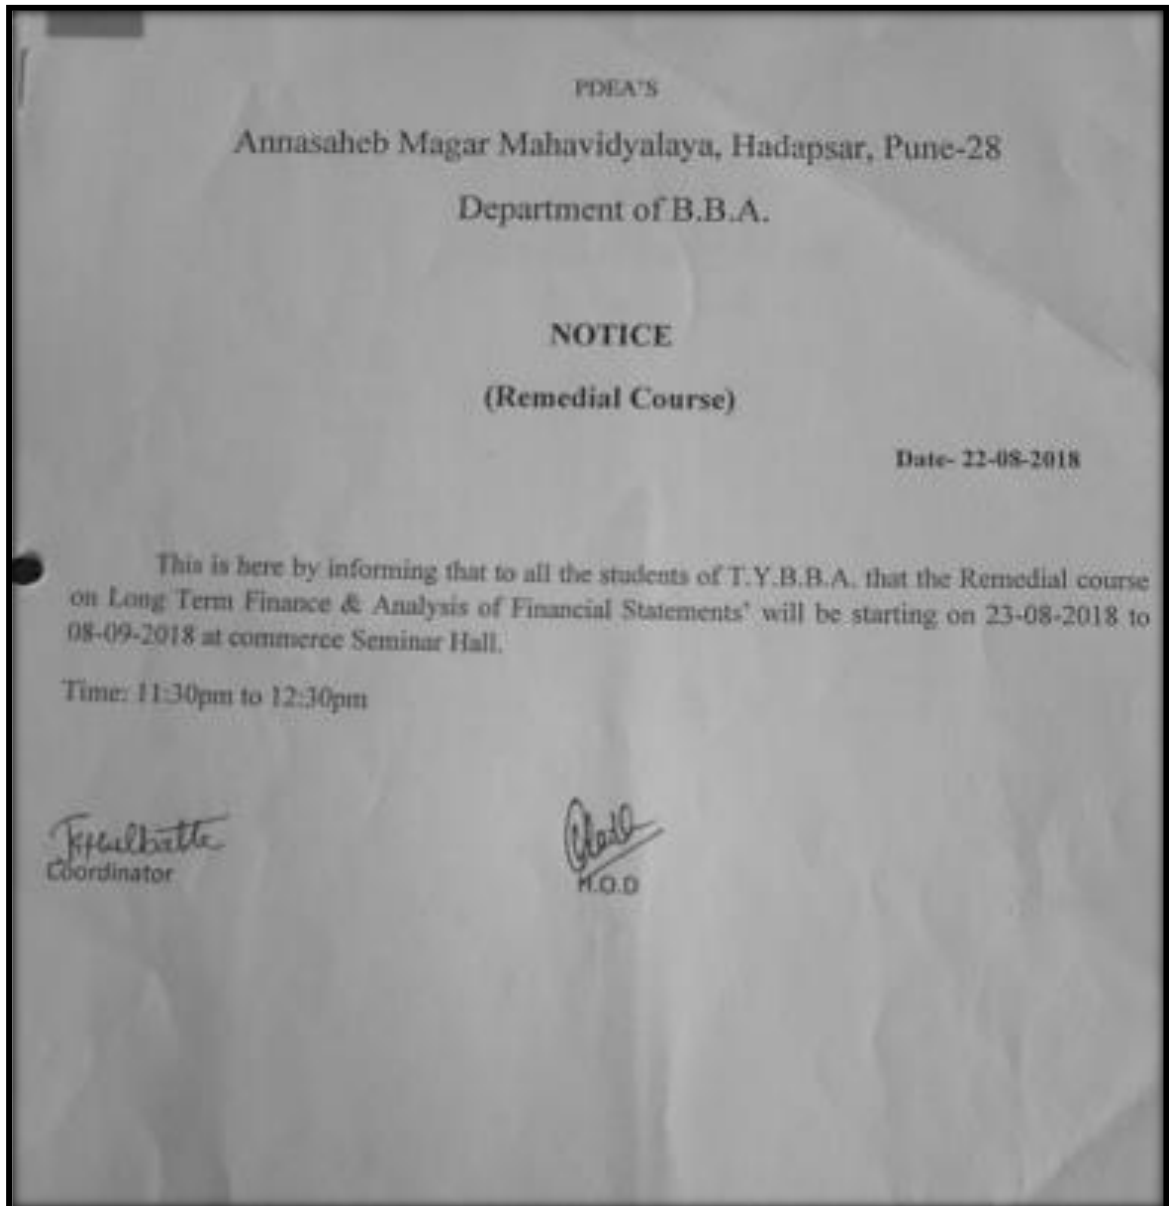 PDEA'S
Annasaheb Magar Mahavidyalaya, Hadapsar, Pune-28
Department of B.B.A.
NOTICE
(Remedial Course)
Date- 22-08-2018
This is here by informing that to all the students of T.Y.B.B.A. that the Remedial course
on Long Term Finance & Analysis of Financial Statements' will be starting on 23-08-2018 to
08-09-2018 at commerce Seminar Hall.
Time: 11:30pm to 12:30pm
Coordinator
H.O.D